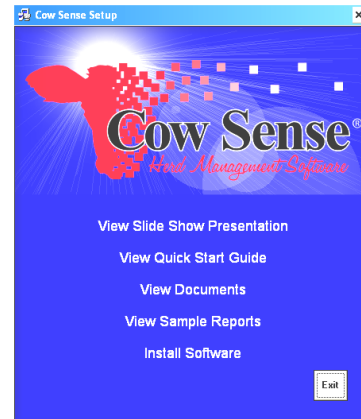 Cow Sense Setup
Cow Sense®
Herd Management Software
View Slide Show Presentation
View Quick Start Guide
View Documents
View Sample Reports
Install Software
Exit